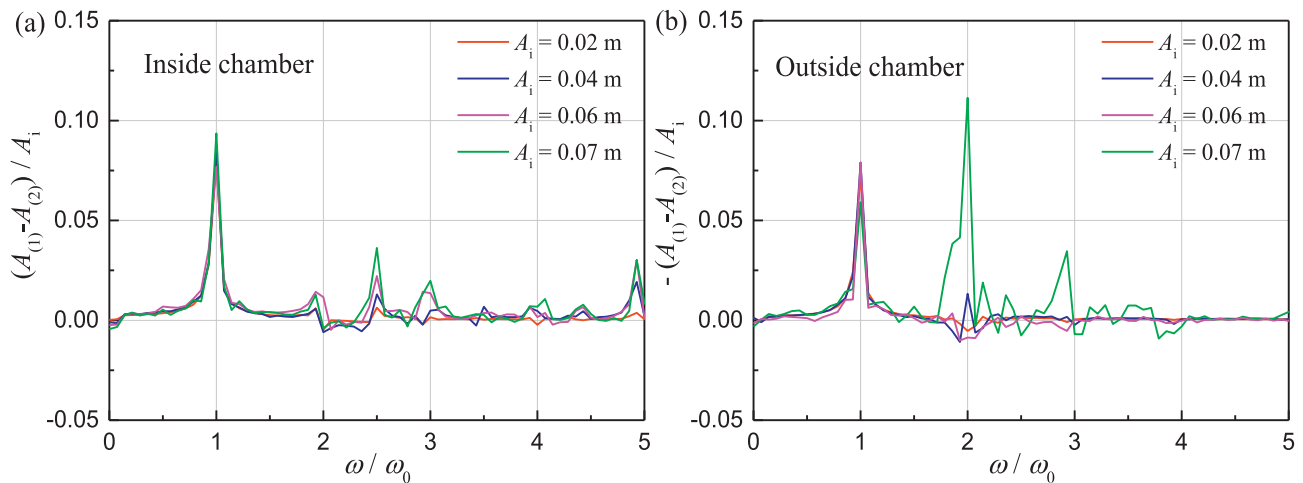 (a)
Inside chamber
A_i = 0.02 m
A_i = 0.04 m
A_i = 0.06 m
A_i = 0.07 m
0.15
0.10
0.05
0.00
-0.05
(A_(1)-A_(2)) / A_i
0 1 2 3 4 5
ω / ω_0
(b)
Outside chamber
A_i = 0.02 m
A_i = 0.04 m
A_i = 0.06 m
A_i = 0.07 m
0.15
0.10
0.05
0.00
-0.05
- (A_(1)-A_(2)) / A_i
0 1 2 3 4 5
ω / ω_0